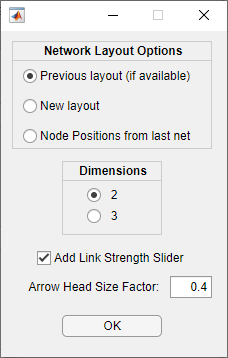 Network Layout Options
Previous layout (if available)
New layout
Node Positions from last net
Dimensions
2
3
Add Link Strength Slider
Arrow Head Size Factor: 0.4
OK